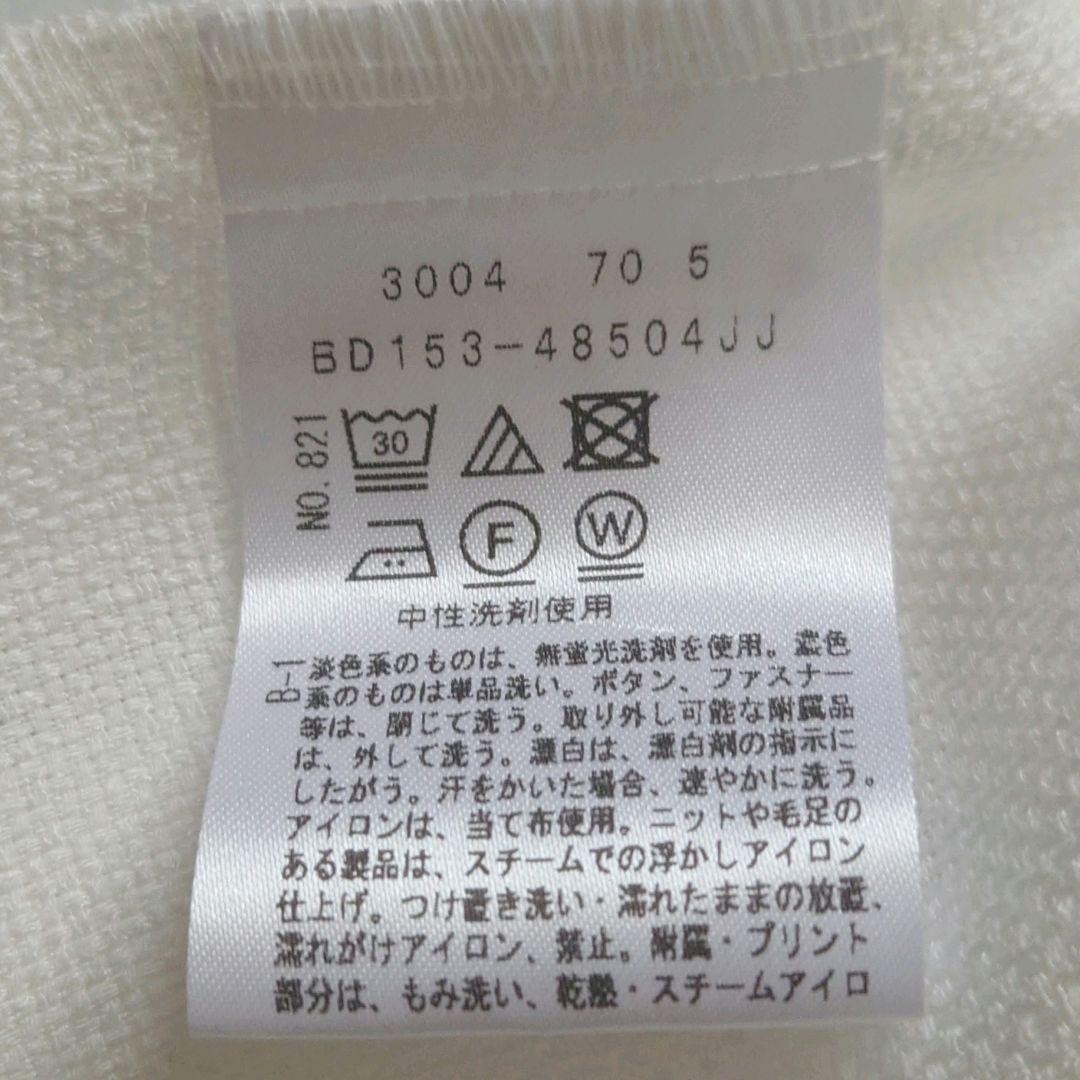 3004 70 5
BD153-48504JJ
NO.821
30
F
W
中性洗剤使用
B-1
淡色系のものは、無蛍光洗剤を使用。濃色
系のものは単品洗い。ボタン、ファスナー
等は、閉じて洗う。取り外し可能な附属品
は、外して洗う。漂白は、漂白剤の指示に
したがう。汗をかいた場合、速やかに洗う。
アイロンは、当て布使用。ニットや毛足の
ある製品は、スチームでの浮かしアイロン
仕上げ。つけ置き洗い・濡れたままの放置、
濡れがけアイロン、禁止。附属・プリント
部分は、もみ洗い、乾熱・スチームアイロ